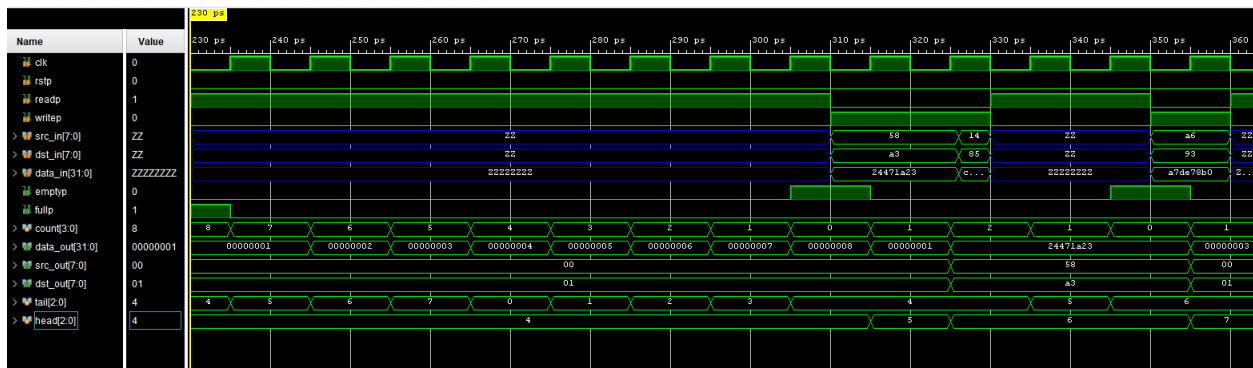 230 ps
Name Value 230 ps 240 ps 250 ps 260 ps 270 ps 280 ps 290 ps 300 ps 310 ps 320 ps 330 ps 340 ps 350 ps 360
clk 0
rstp 0
readp 1
writep 0
src_in[7:0] ZZ ZZ 58 14 ZZ a6 ZZ
dst_in[7:0] ZZ ZZ a3 85 ZZ 93 ZZ
data_in[31:0] ZZZZZZZZ ZZZZZZZZ 24471a23 c... ZZZZZZZZ a7de78b0 Z...
emptyp 0
fullp 1
count[3:0] 8 8 7 6 5 4 3 2 1 0 1 2 1 0 1
data_out[31:0] 00000001 00000001 00000002 00000003 00000004 00000005 00000006 00000007 00000008 00000001 24471a23 00000003
src_out[7:0] 00 00 58 00
dst_out[7:0] 01 01 a3 01
tail[2:0] 4 4 5 6 7 0 1 2 3 4 5 6
head[2:0] 4 4 5 6 7